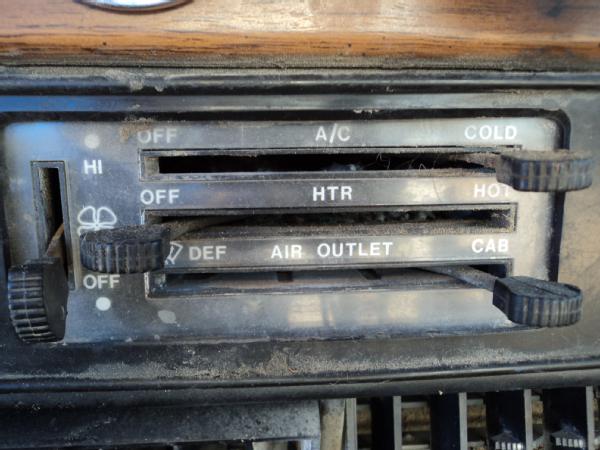 OFF A/C COLD
HI
OFF HTR HOT
DEF AIR OUTLET CAB
OFF